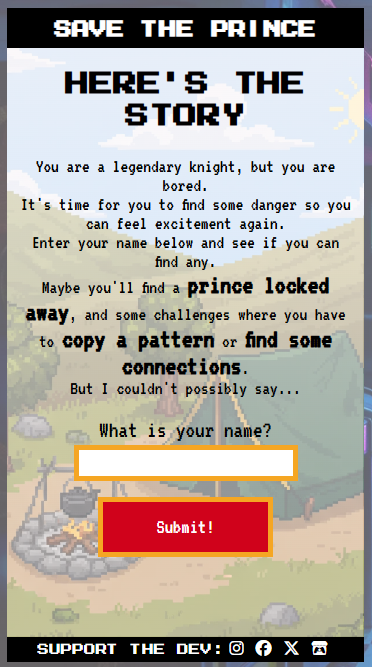 SAVE THE PRINCE
HERE'S THE
STORY
You are a legendary knight, but you are
bored.
It's time for you to find some danger so you
can feel excitement again.
Enter your name below and see if you can
find any.
Maybe you'll find a prince locked
away, and some challenges where you have
to copy a pattern or find some
connections.
But I couldn't possibly say...
What is your name?
Submit!
SUPPORT THE DEV: